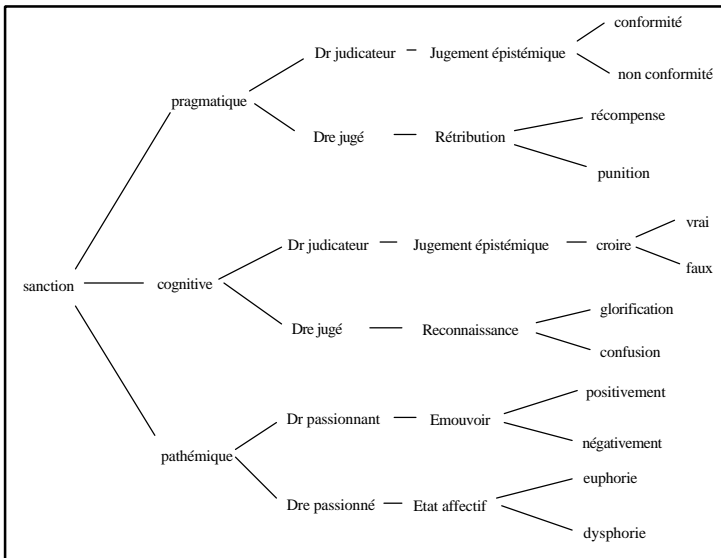 conformité
Dr judicateur Jugement épistémique
non conformité
pragmatique
récompense
Dre jugé Rétribution
punition
vrai
Dr judicateur Jugement épistémique croire
faux
sanction cognitive
glorification
Dre jugé Reconnaissance
confusion
positivement
Dr passionnant Emouvoir
négativement
pathémique
euphorie
Dre passionné Etat affectif
dysphorie